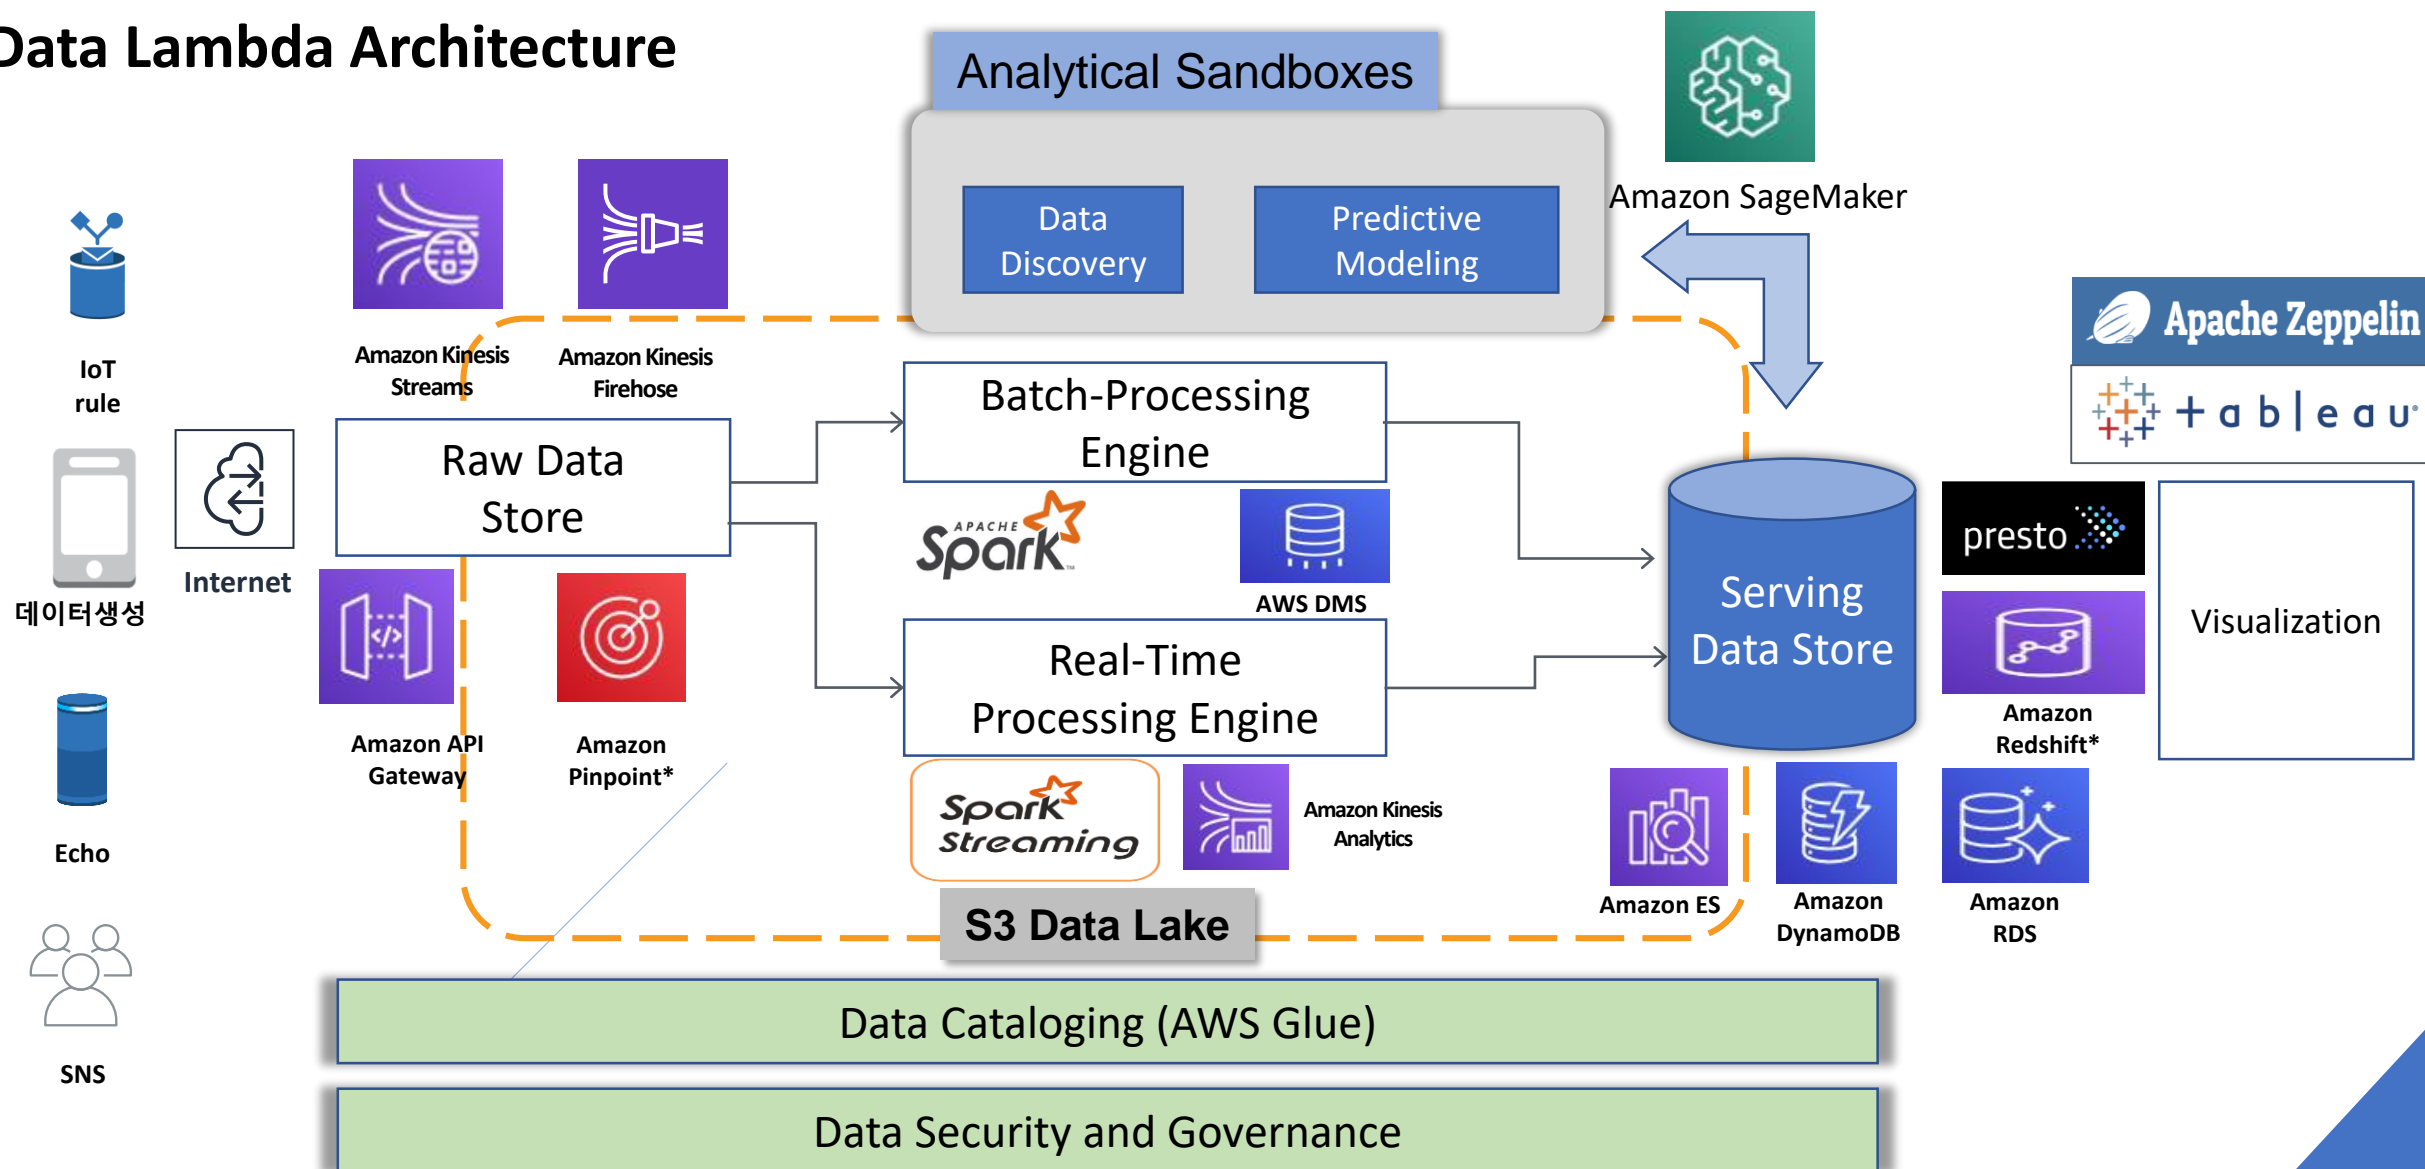 Data Lambda Architecture
Analytical Sandboxes
Data
Discovery
Predictive
Modeling
Amazon SageMaker
IoT
rule
데이터생성
Echo
SNS
Internet
Amazon Kinesis
Streams
Amazon Kinesis
Firehose
Raw Data
Store
Amazon API
Gateway
Amazon
Pinpoint*
Batch-Processing
Engine
APACHE
Spark™
AWS DMS
Real-Time
Processing Engine
Spark
Streaming
Amazon Kinesis
Analytics
S3 Data Lake
Serving
Data Store
Amazon ES
Amazon
DynamoDB
Amazon
RDS
presto
Amazon
Redshift*
Apache Zeppelin
+ableau
Visualization
Data Cataloging (AWS Glue)
Data Security and Governance